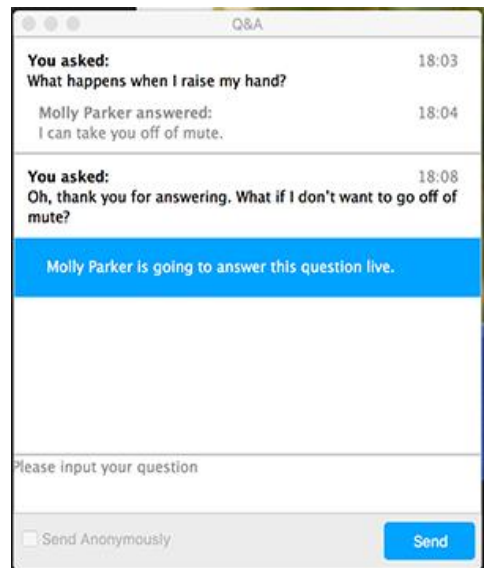 Q&A
You asked: 18:03
What happens when I raise my hand?
Molly Parker answered: 18:04
I can take you off of mute.
You asked: 18:08
Oh, thank you for answering. What if I don't want to go off of
mute?
Molly Parker is going to answer this question live.
Please input your question
Send Anonymously
Send